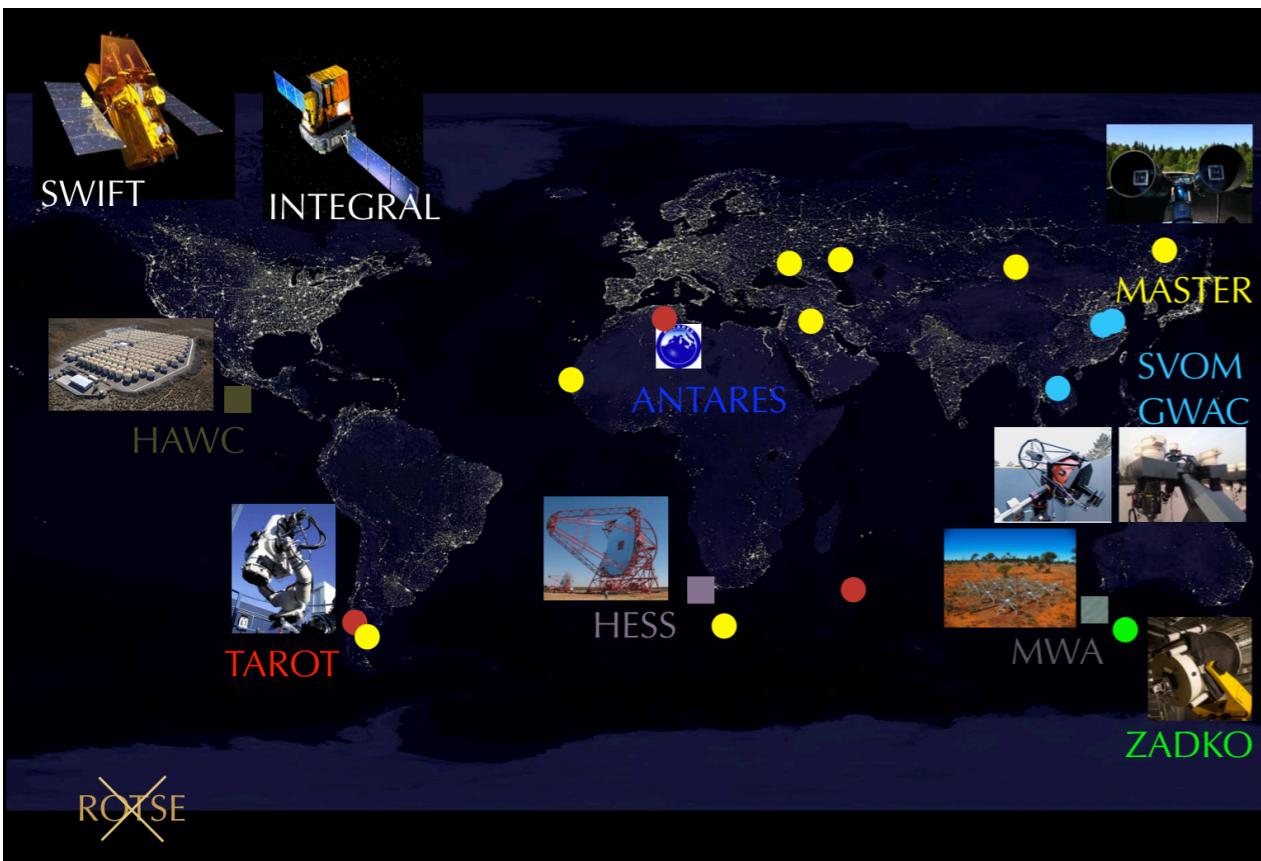 SWIFT
INTEGRAL
MASTER
SVOM
GWAC
ANTARES
HAWC
HESS
MWA
TAROT
ZADKO
ROTSE